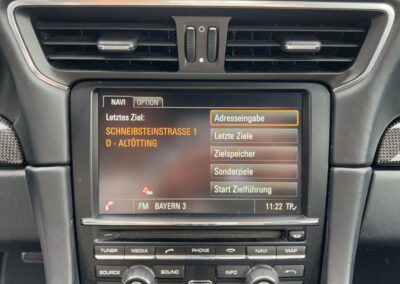 NAVI OPTION
Letztes Ziel:
SCHNEIBSTEINSTRASSE 1
D - ALTÖTTING
Adresseingabe
Letzte Ziele
Zielspeicher
Sonderziele
Start Zielführung
FM BAYERN 3 11:22 TP
TUNER MEDIA PHONE NAVI MAP
SOURCE SOUND INFO